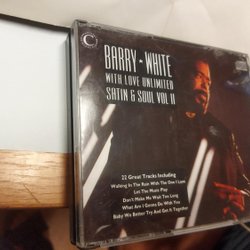 BARRY WHITE
WITH LOVE UNLIMITED
SATIN & SOUL VOL II
22 Great Tracks Including
Walking In The Rain With The One I Love
Let The Music Play
Don't Make Me Wait Too Long
What Am I Gonna Do With You
Baby We Better Try And Get It Together